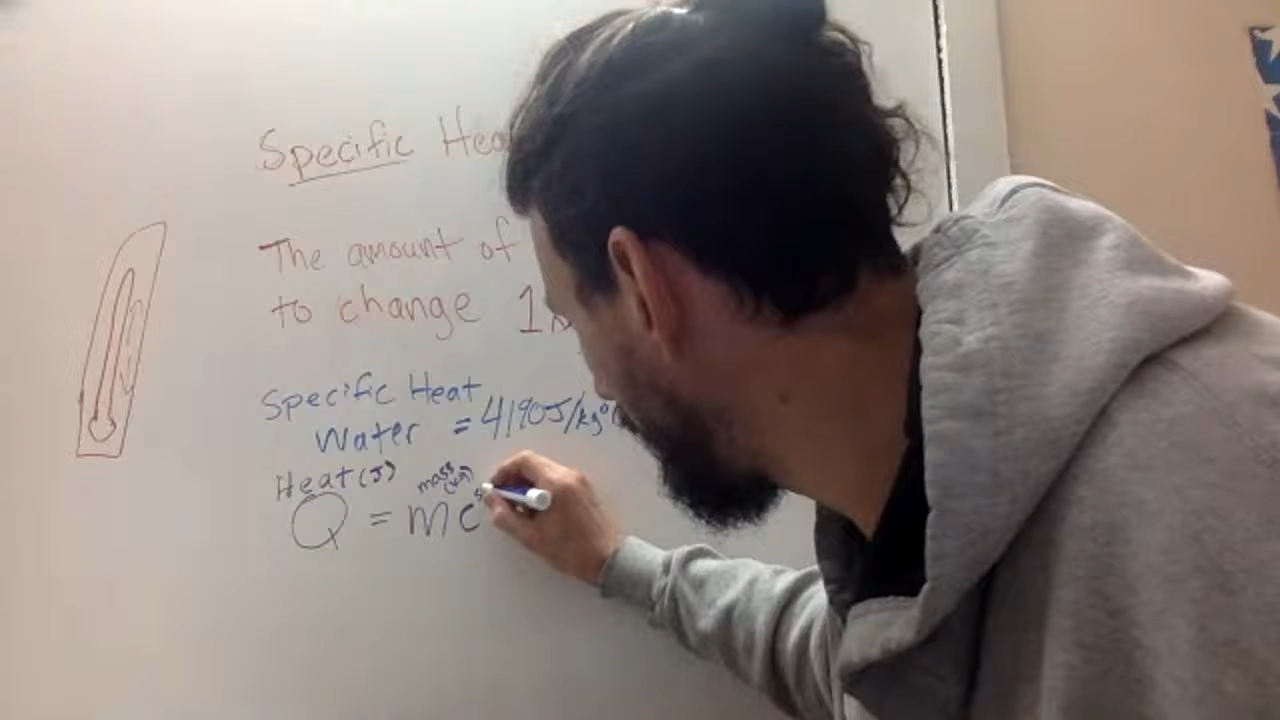 Specific Hea
The amount of
to change 1
Specific Heat
Water = 4190J/kg°
Heat(J) mass (kg)
Q = mc